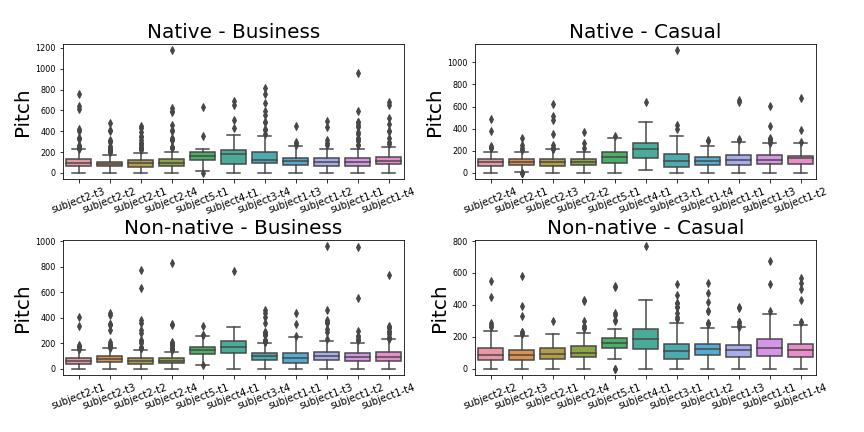 Native - Business
Pitch
1200
1000
800
600
400
200
0
subject2-t3 subject2-t2 subject2-t1 subject2-t4 subject5-t1 subject4-t1. subject3-t4 subject1-t3 subject1-t2 subject1-t1 subject1-t4
Native - Casual
Pitch
1000
800
600
400
200
0
subject2-t4 subject2-t1 subject2-t3 subject2-t2 subject5-t1 subject4-t1 subject3-t1 subject1-t4 subject1-t1 subject1-t3 subject1-t2
Non-native - Business
Pitch
1000
800
600
400
200
0
subject2-t1 subject2-t3 subject2-t2 subject2-t4 subject5-t1 subject4-t1 subject3-t4 subject1-t3 subject1-t1 subject1-t2 subject1-t4
Non-native - Casual
Pitch
800
600
400
200
0
subject2-t2 subject2-t3 subject2-t1 subject2-t4 subject5-t1 subject4-t1 subject3-t1 subject1-t2 subject1-t3 subject1-t1 subject1-t4